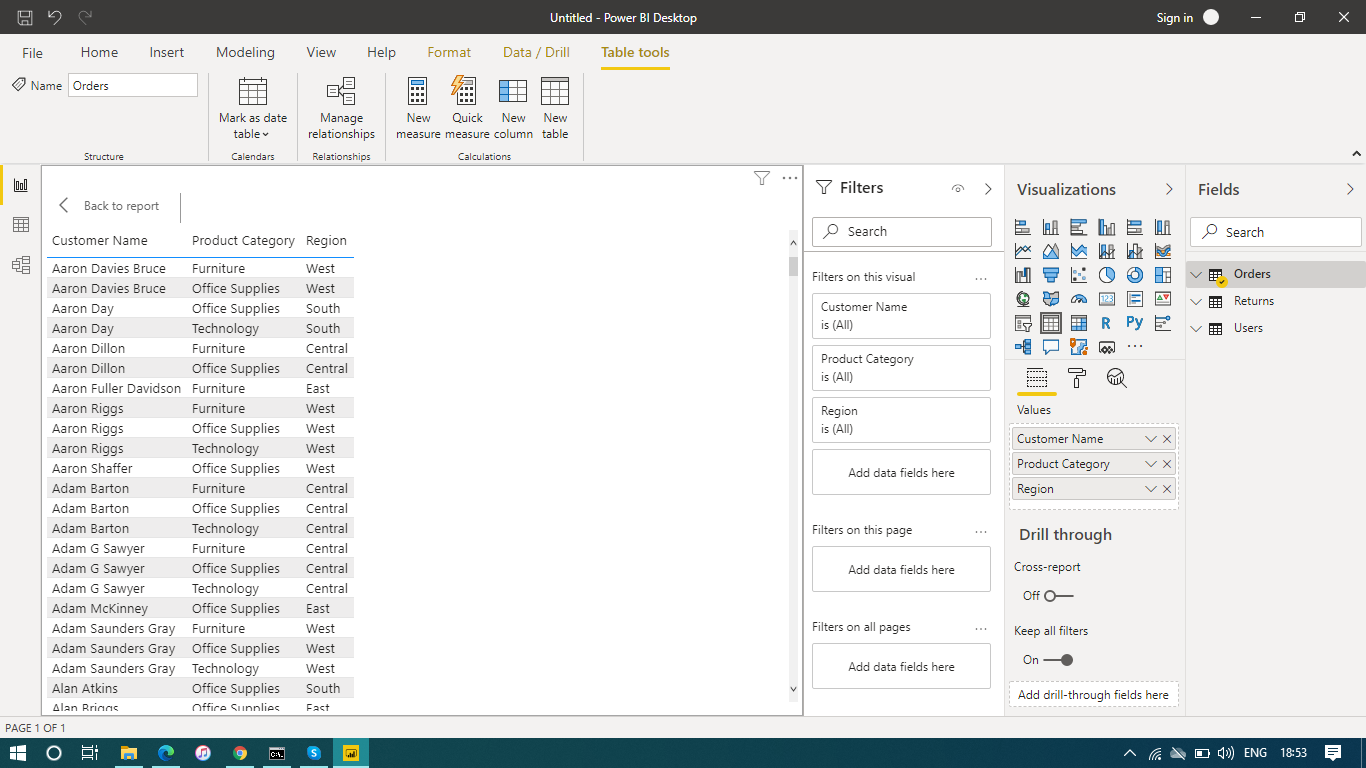 Untitled - Power BI Desktop
Sign in
File Home Insert Modeling View Help Format Data / Drill Table tools
Name Orders
Mark as date table
Manage relationships
New measure
Quick measure
New column
New table
Structure Calendars Relationships Calculations
Back to report
Customer Name Product Category Region
Aaron Davies Bruce Furniture West
Aaron Davies Bruce Office Supplies West
Aaron Day Office Supplies South
Aaron Day Technology South
Aaron Dillon Furniture Central
Aaron Dillon Office Supplies Central
Aaron Fuller Davidson Furniture East
Aaron Riggs Furniture West
Aaron Riggs Office Supplies West
Aaron Riggs Technology West
Aaron Shaffer Office Supplies West
Adam Barton Furniture Central
Adam Barton Office Supplies Central
Adam Barton Technology Central
Adam G Sawyer Furniture Central
Adam G Sawyer Office Supplies Central
Adam G Sawyer Technology Central
Adam McKinney Office Supplies East
Adam Saunders Gray Furniture West
Adam Saunders Gray Office Supplies West
Adam Saunders Gray Technology West
Alan Atkins Office Supplies South
Alan Briggs Office Supplies East
Filters
Search
Filters on this visual ...
Customer Name
is (All)
Product Category
is (All)
Region
is (All)
Add data fields here
Filters on this page ...
Add data fields here
Filters on all pages ...
Add data fields here
Visualizations
123
R Py
...
Values
Customer Name
Product Category
Region
Drill through
Cross-report
Off
Keep all filters
On
Add drill-through fields here
Fields
Search
Orders
Returns
Users
PAGE 1 OF 1
ENG 18:53